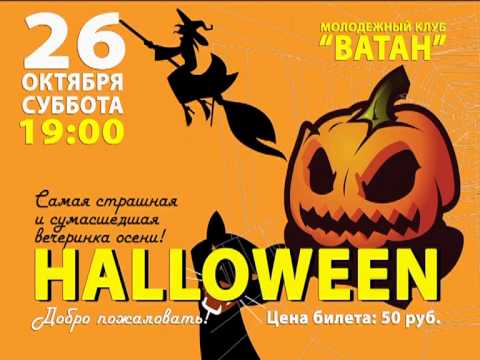 26
ОКТЯБРЯ
СУББОТА
19:00
МОЛОДЕЖНЫЙ КЛУБ
“ВАТАН”
Самая страшная
и сумасшедшая
вечеринка осени!
HALLOWEEN
Добро пожаловать!
Цена билета: 50 руб.